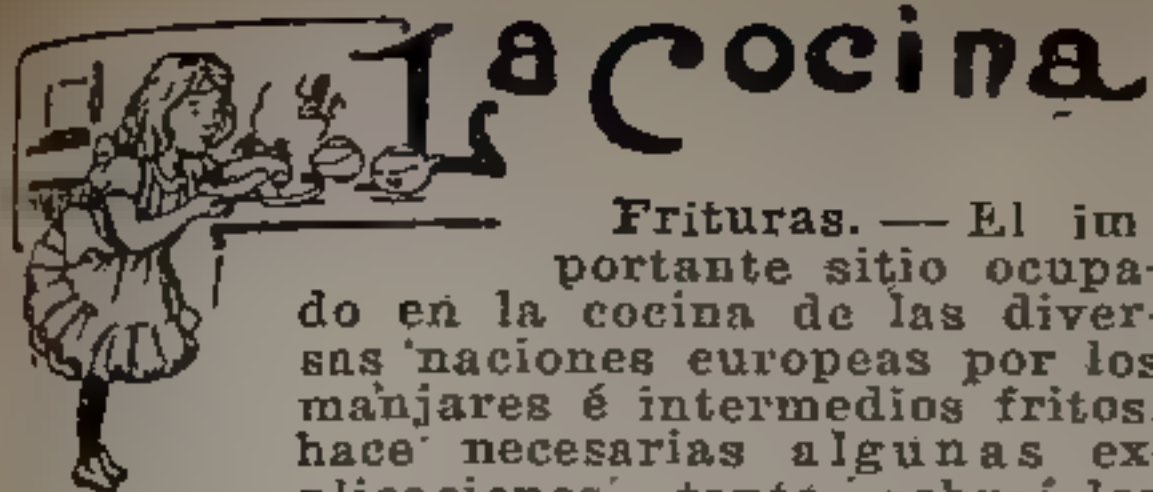 La Cocina
Frituras. — El im
portante sitio ocupa-
do en la cocina de las diver-
sas naciones europeas por los
manjares é intermedios fritos
hace necesarias algunas ex-